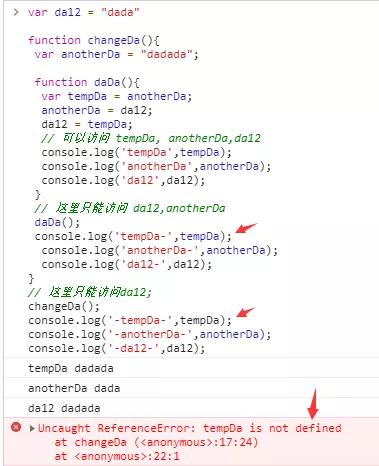 > var da12 = "dada"
function changeDa(){
var anotherDa = "dadada";
function daDa(){
var tempDa = anotherDa;
anotherDa = da12;
da12 = tempDa;
// 可以访问 tempDa, anotherDa,da12
console.log('tempDa',tempDa);
console.log('anotherDa',anotherDa);
console.log('da12',da12);
}
// 这里只能访问 da12,anotherDa
daDa();
console.log('tempDa-',tempDa);
console.log('anotherDa-',anotherDa);
console.log('da12-',da12);
}
// 这里只能访问da12;
changeDa();
console.log('-tempDa-',tempDa);
console.log('-anotherDa-',anotherDa);
console.log('-da12-',da12);
tempDa dadada
anotherDa dada
da12 dadada
Uncaught ReferenceError: tempDa is not defined
at changeDa (<anonymous>:17:24)
at <anonymous>:22:1